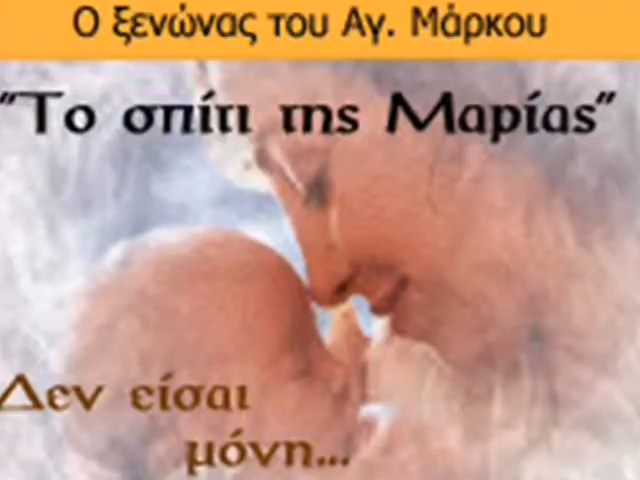 Ο ξενώνας του Αγ. Μάρκου
"Το σπίτι της Μαρίας"
Δεν είσαι
μόνη...